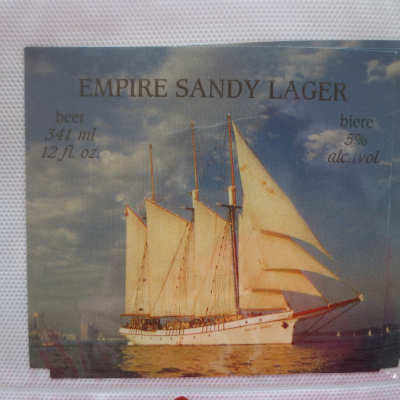 EMPIRE SANDY LAGER
beer
341 ml
12 fl. oz.
biere
5%
alc./vol.